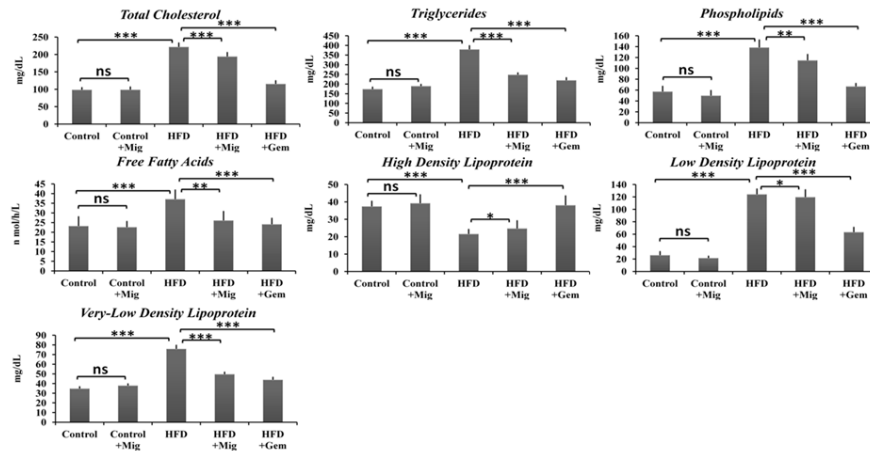 Total Cholesterol
mg/dL
250
200
150
100
50
0
ns
***
***
***
Control
Control +Mig
HFD
HFD +Mig
HFD +Gem
Triglycerides
mg/dL
450
400
350
300
250
200
150
100
50
0
ns
***
***
***
Control
Control +Mig
HFD
HFD +Mig
HFD +Gem
Phospholipids
mg/dL
160
140
120
100
80
60
40
20
0
ns
***
**
***
Control
Control +Mig
HFD
HFD +Mig
HFD +Gem
Free Fatty Acids
n mol/h/L
45
40
35
30
25
20
15
10
5
0
ns
***
**
***
Control
Control +Mig
HFD
HFD +Mig
HFD +Gem
High Density Lipoprotein
mg/dL
50
40
30
20
10
0
ns
***
*
***
Control
Control +Mig
HFD
HFD +Mig
HFD +Gem
Low Density Lipoprotein
mg/dL
140
120
100
80
60
40
20
0
ns
***
*
***
Control
Control +Mig
HFD
HFD +Mig
HFD +Gem
Very-Low Density Lipoprotein
mg/dL
90
80
70
60
50
40
30
20
10
0
ns
***
***
***
Control
Control +Mig
HFD
HFD +Mig
HFD +Gem